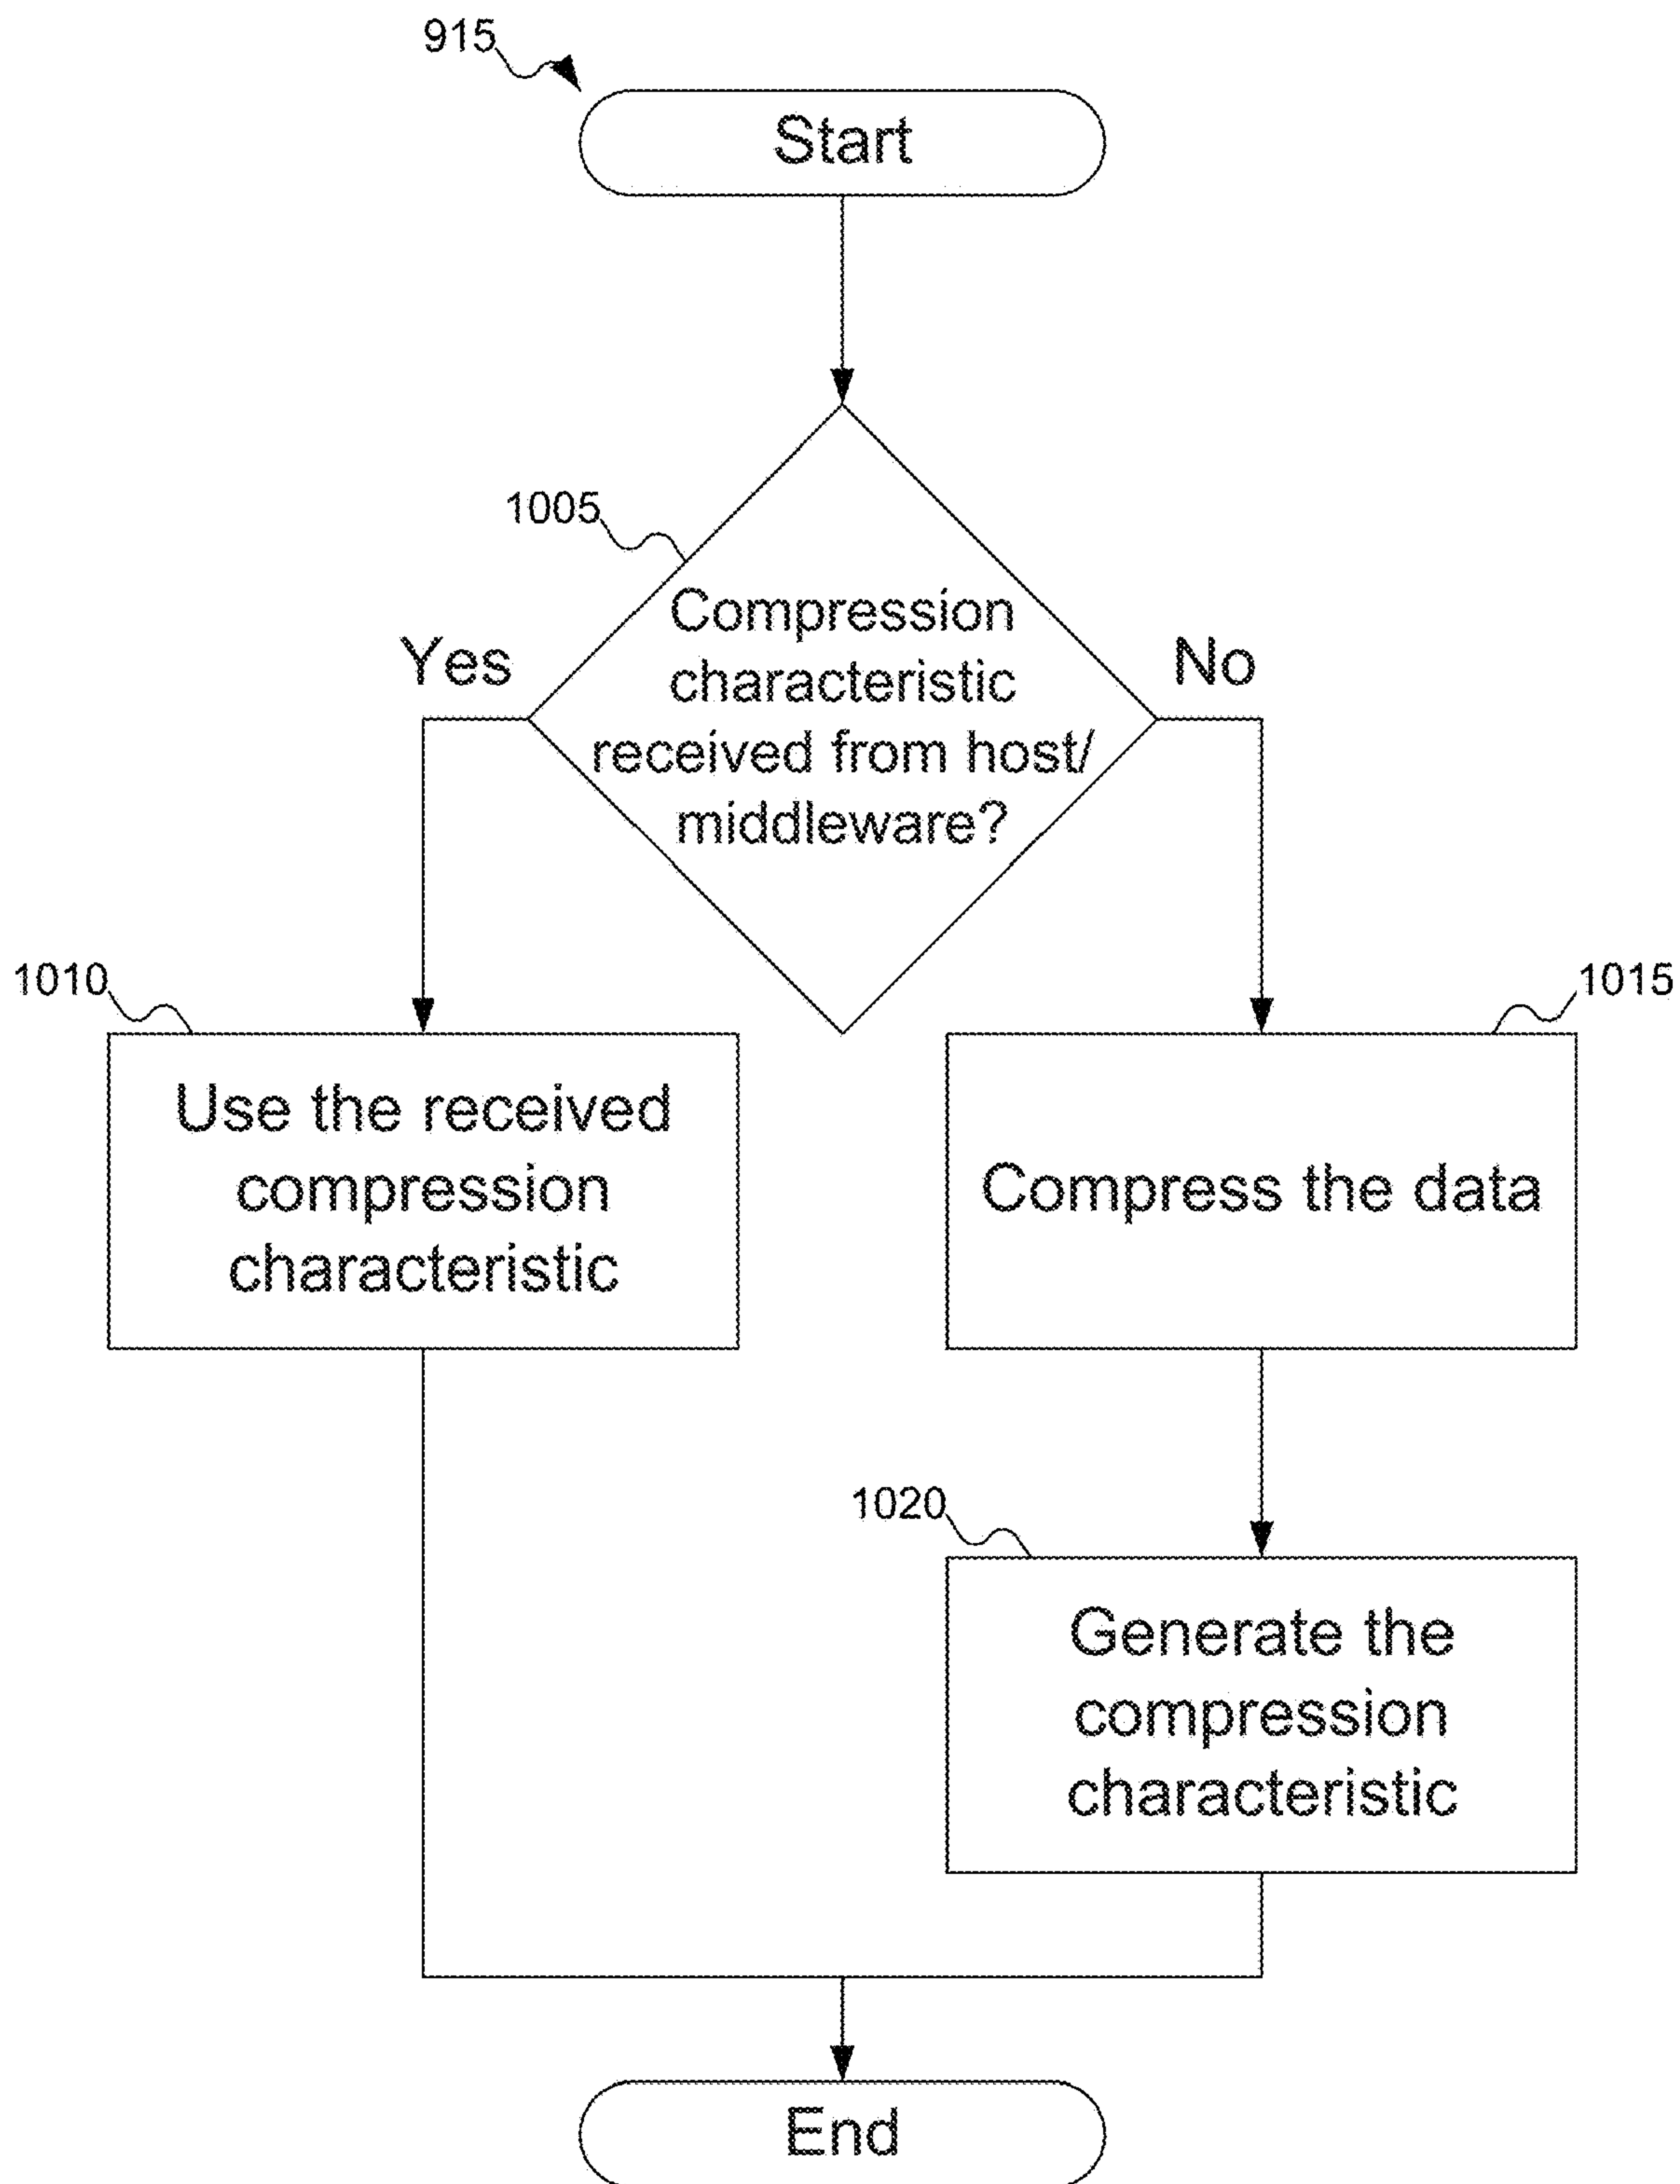 915
Start
1005
Compression
characteristic
received from host/
middleware?
Yes
No
1010
Use the received
compression
characteristic
1015
Compress the data
1020
Generate the
compression
characteristic
End